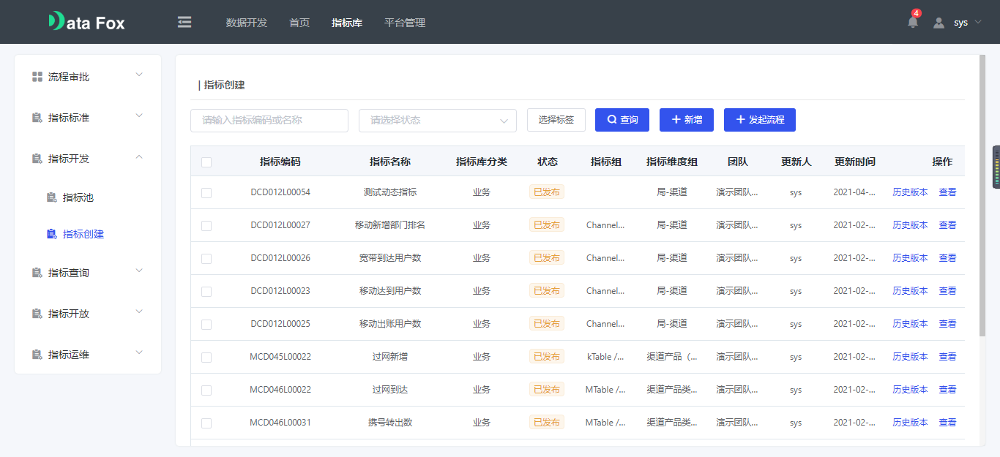 Data Fox
数据开发 首页 指标库 平台管理
4
sys
流程审批
指标标准
指标开发
指标池
指标创建
指标查询
指标开放
指标运维
| 指标创建
请输入指标编码或名称 请选择状态 选择标签 查询 + 新增 + 发起流程
指标编码 指标名称 指标库分类 状态 指标组 指标维度组 团队 更新人 更新时间 操作
DCD012L00054 测试动态指标 业务 已发布 局-渠道 演示团队... sys 2021-04-... 历史版本 查看
DCD012L00027 移动新增部门排名 业务 已发布 Channel... 局-渠道 演示团队... sys 2021-02-... 历史版本 查看
DCD012L00026 宽带到达用户数 业务 已发布 Channel... 局-渠道 演示团队... sys 2021-02-... 历史版本 查看
DCD012L00023 移动达到用户数 业务 已发布 Channel... 局-渠道 演示团队... sys 2021-02-... 历史版本 查看
DCD012L00025 移动出账用户数 业务 已发布 Channel... 局-渠道 演示团队... sys 2021-02-... 历史版本 查看
MCD045L00022 过网新增 业务 已发布 kTable /... 渠道产品（... 演示团队... sys 2021-02-... 历史版本 查看
MCD046L00022 过网到达 业务 已发布 MTable /... 渠道产品类... 演示团队... sys 2021-02-... 历史版本 查看
MCD046L00031 携号转出数 业务 已发布 MTable /... 渠道产品类... 演示团队... sys 2021-02-... 历史版本 查看